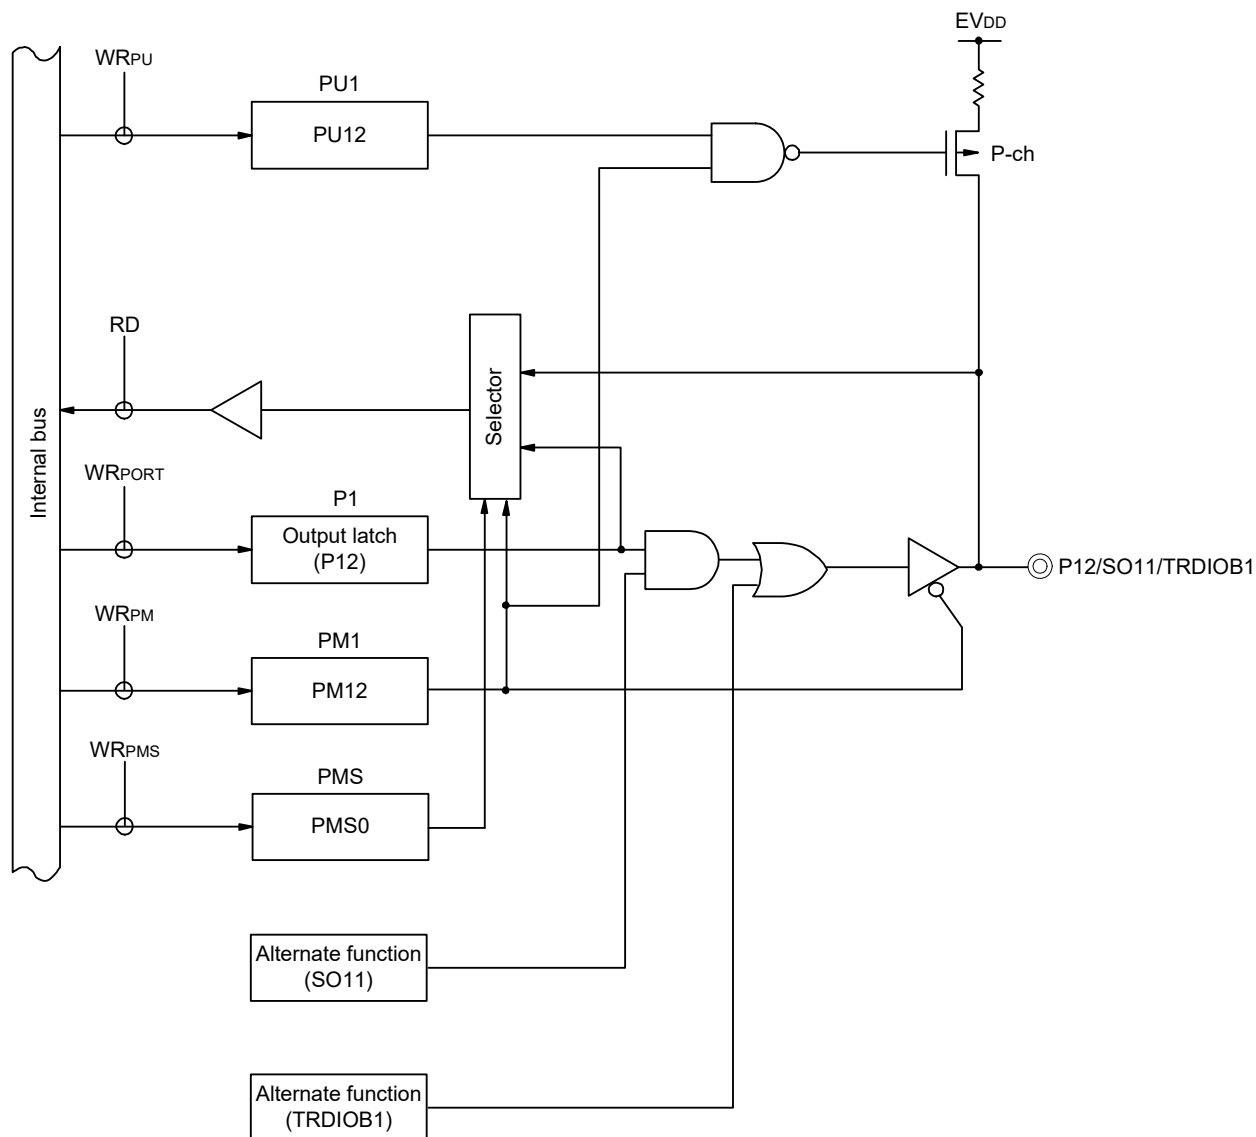 EVDD
WRPU
PU1
PU12
P-ch
RD
Selector
Internal bus
WRPORT
P1
Output latch
(P12)
P12/SO11/TRDIOB1
WRPM
PM1
PM12
WRPMS
PMS
PMS0
Alternate function
(SO11)
Alternate function
(TRDIOB1)